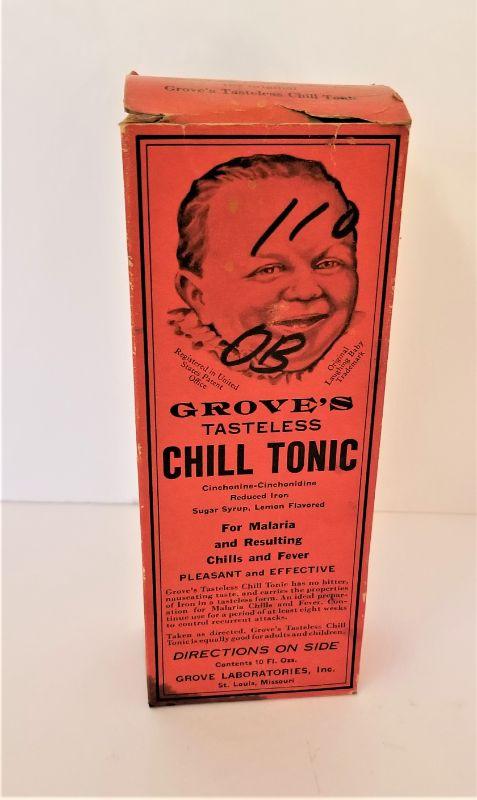 The Original
Grove's Tasteless Chill Tonic
110
OB
Registered in United
States Patent
Office
Original
Laughing Baby
Trademark
GROVE'S
TASTELESS
CHILL TONIC
Cinchonine-Cinchonidine
Reduced Iron
Sugar Syrup, Lemon Flavored
For Malaria
and Resulting
Chills and Fever
PLEASANT and EFFECTIVE
Grove's Tasteless Chill Tonic has no bitter,
nauseating taste, and carries the properties
of Iron in a tasteless form. An ideal prepar-
ation for Malaria Chills and Fever. Con-
tinue use for a period of at least eight weeks
to control recurrent attacks.
Taken as directed, Grove's Tasteless Chill
Tonic is equally good for adults and children.
DIRECTIONS ON SIDE
Contents 10 Fl. Ozs.
GROVE LABORATORIES, Inc.
St. Louis, Missouri